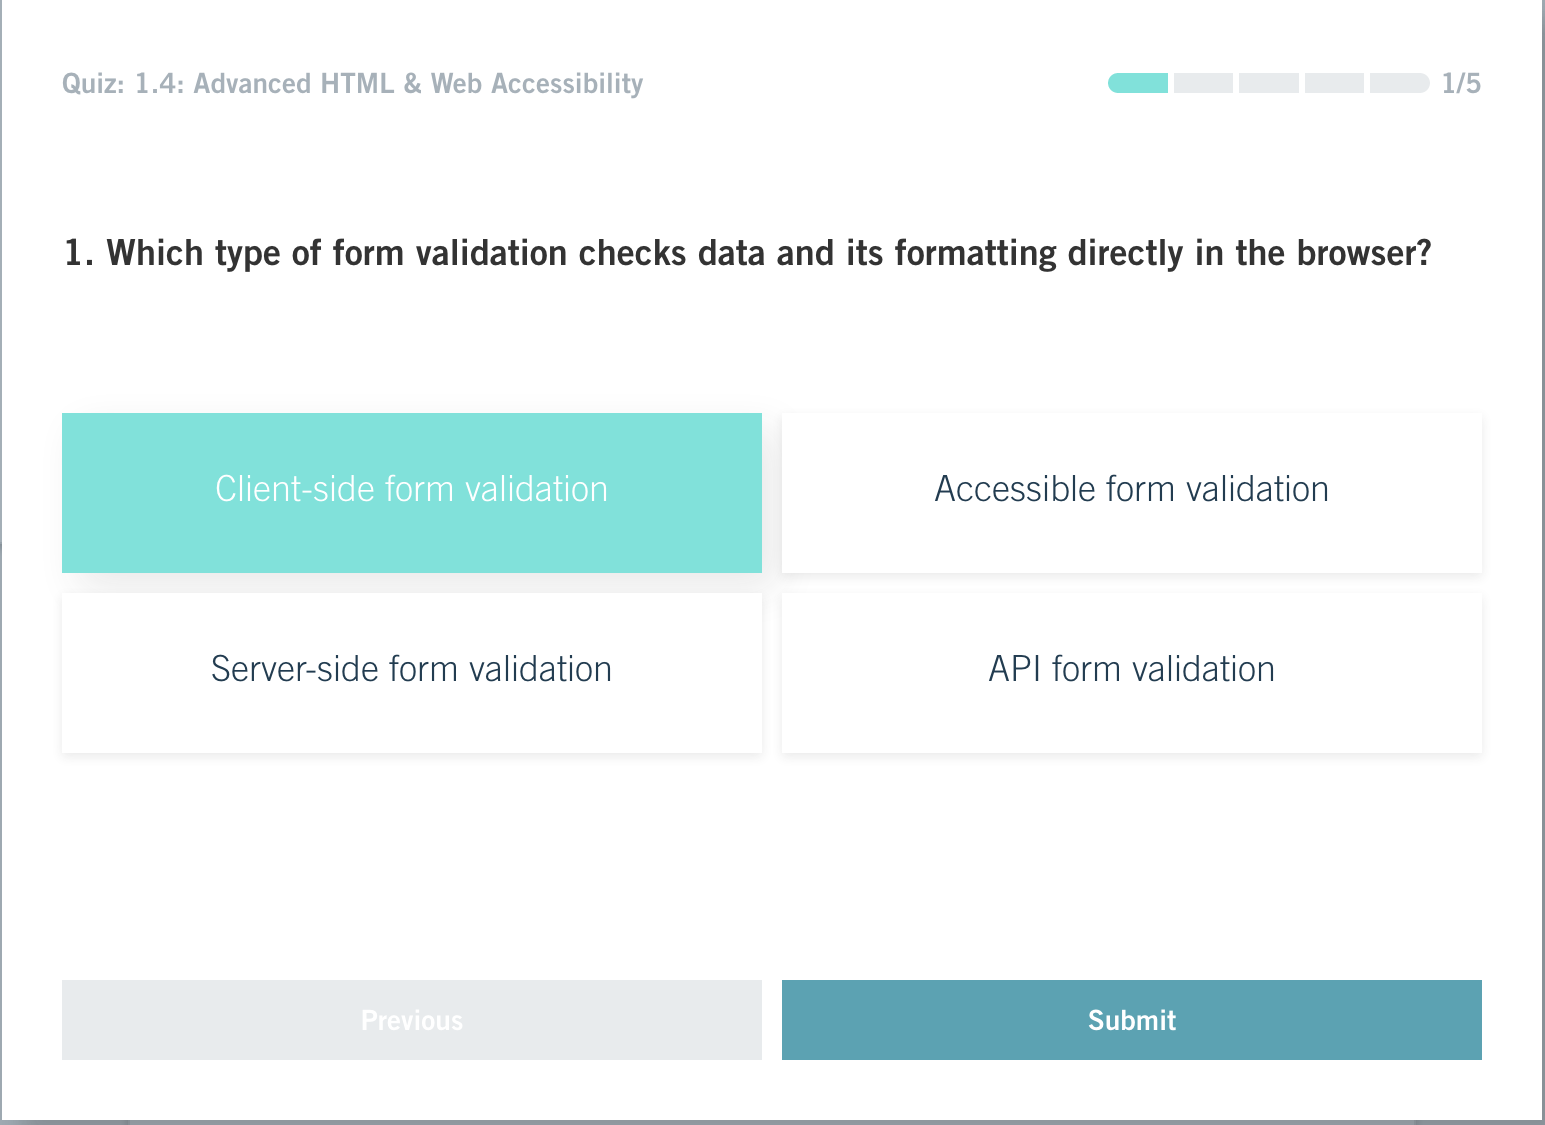 Quiz: 1.4: Advanced HTML & Web Accessibility
1/5
1. Which type of form validation checks data and its formatting directly in the browser?
Client-side form validation
Accessible form validation
Server-side form validation
API form validation
Previous
Submit